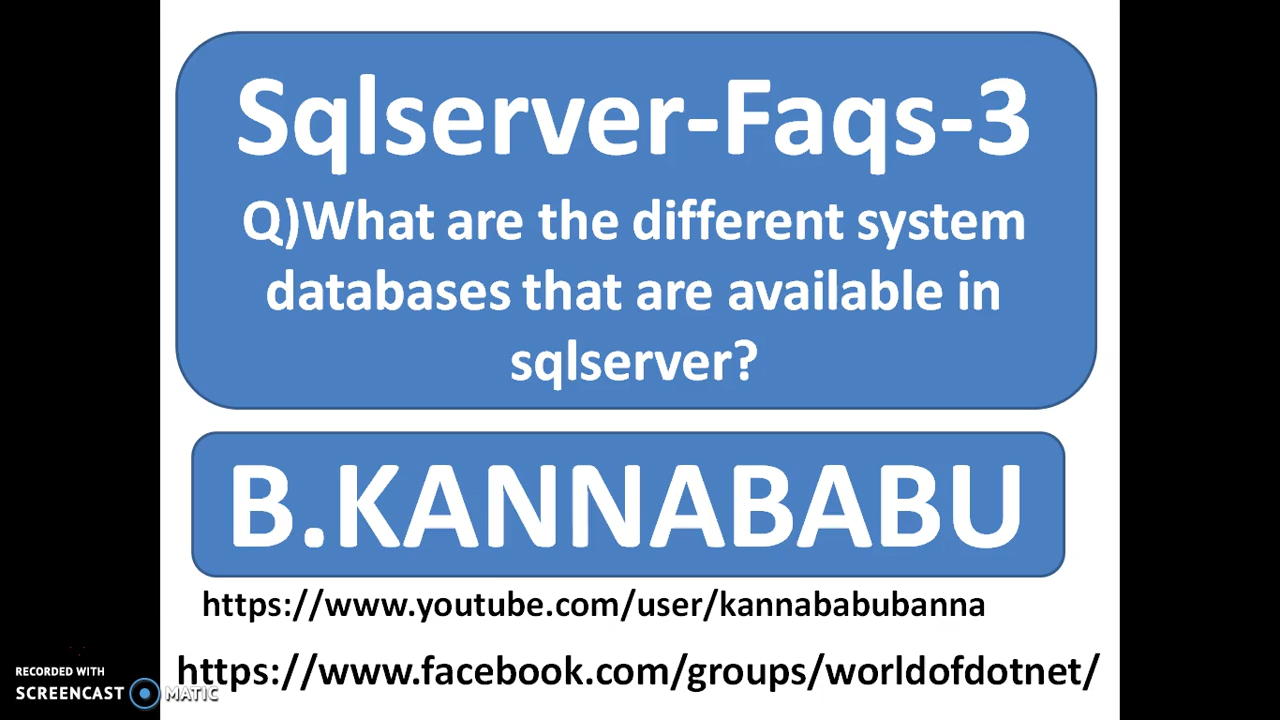 Sqlserver-Faqs-3
Q)What are the different system
databases that are available in
sqlserver?
B.KANNABABU
https://www.youtube.com/user/kannababubanna
https://www.facebook.com/groups/worldofdotnet/
RECORDED WITH
SCREENCAST MATIC